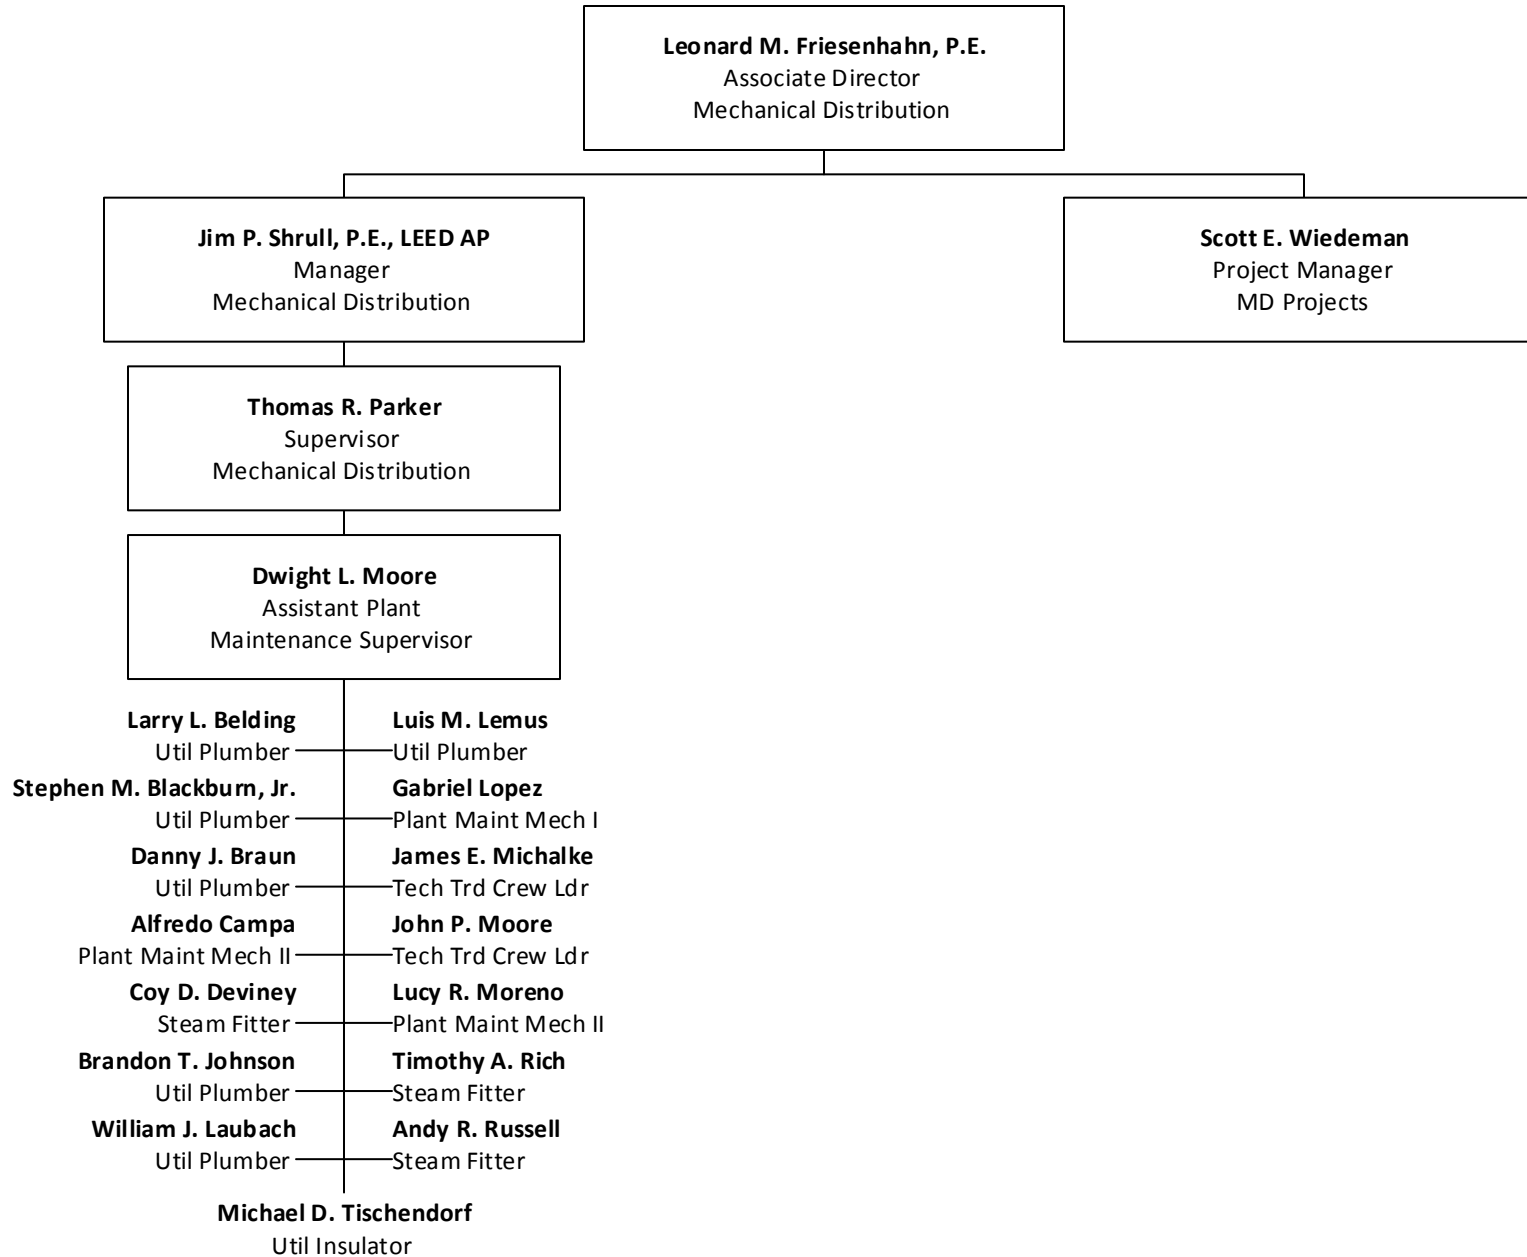 Leonard M. Friesenhahn, P.E.
Associate Director
Mechanical Distribution
Jim P. Shrull, P.E., LEED AP
Manager
Mechanical Distribution
Scott E. Wiedeman
Project Manager
MD Projects
Thomas R. Parker
Supervisor
Mechanical Distribution
Dwight L. Moore
Assistant Plant
Maintenance Supervisor
Larry L. Belding
Util Plumber
Luis M. Lemus
Util Plumber
Stephen M. Blackburn, Jr.
Util Plumber
Gabriel Lopez
Plant Maint Mech I
Danny J. Braun
Util Plumber
James E. Michalke
Tech Trd Crew Ldr
Alfredo Campa
Plant Maint Mech II
John P. Moore
Tech Trd Crew Ldr
Coy D. Deviney
Steam Fitter
Lucy R. Moreno
Plant Maint Mech II
Brandon T. Johnson
Util Plumber
Timothy A. Rich
Steam Fitter
William J. Laubach
Util Plumber
Andy R. Russell
Steam Fitter
Michael D. Tischendorf
Util Insulator